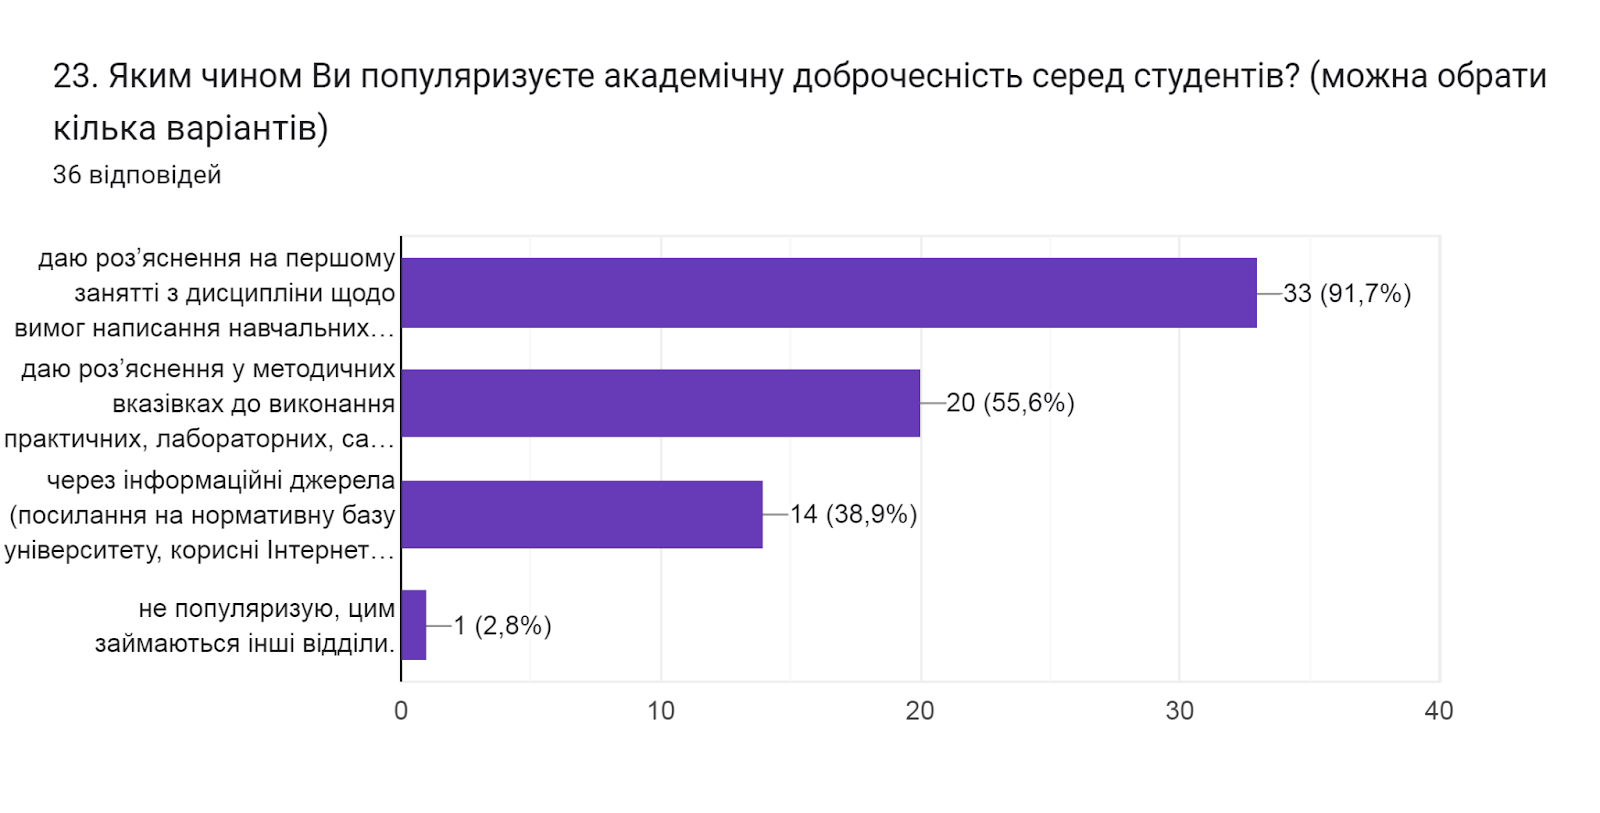 23. Яким чином Ви популяризуєте академічну доброчесність серед студентів? (можна обрати
кілька варіантів)
36 відповідей
даю роз’яснення на першому
занятті з дисципліни щодо
вимог написання навчальних…
33 (91,7%)
даю роз’яснення у методичних
вказівках до виконання
практичних, лабораторних, са…
20 (55,6%)
через інформаційні джерела
(посилання на нормативну базу
університету, корисні Інтернет…
14 (38,9%)
не популяризую, цим
займаються інші відділи.
1 (2,8%)
0 10 20 30 40